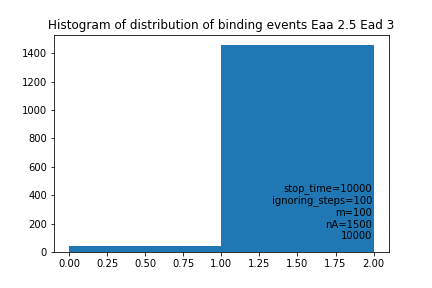 Histogram of distribution of binding events Eaa 2.5 Ead 3
1400
1200
1000
800
600
400
200
0
stop_time=10000
ignoring_steps=100
m=100
nA=1500
10000
0.00 0.25 0.50 0.75 1.00 1.25 1.50 1.75 2.00